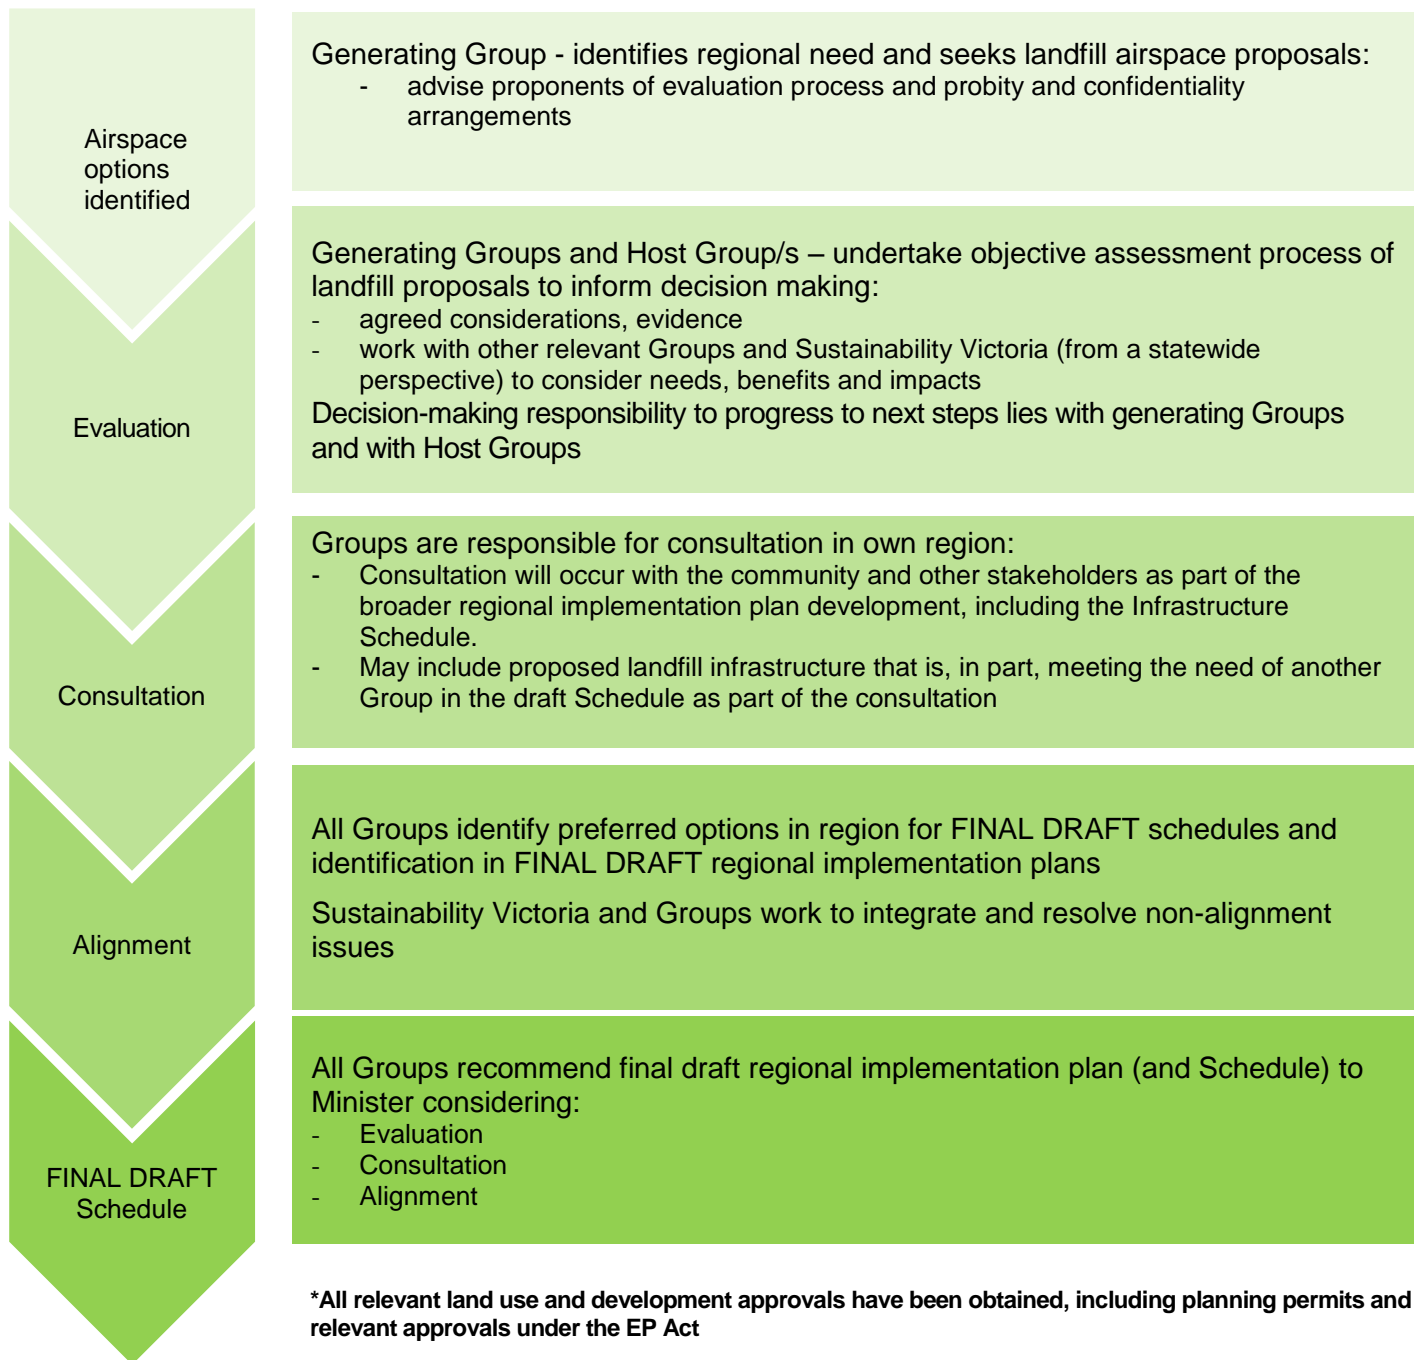 Airspace
options
identified
Generating Group - identifies regional need and seeks landfill airspace proposals:
- advise proponents of evaluation process and probity and confidentiality
arrangements
Evaluation
Generating Groups and Host Group/s – undertake objective assessment process of
landfill proposals to inform decision making:
- agreed considerations, evidence
- work with other relevant Groups and Sustainability Victoria (from a statewide
perspective) to consider needs, benefits and impacts
Decision-making responsibility to progress to next steps lies with generating Groups
and with Host Groups
Consultation
Groups are responsible for consultation in own region:
- Consultation will occur with the community and other stakeholders as part of the
broader regional implementation plan development, including the Infrastructure
Schedule.
- May include proposed landfill infrastructure that is, in part, meeting the need of another
Group in the draft Schedule as part of the consultation
Alignment
All Groups identify preferred options in region for FINAL DRAFT schedules and
identification in FINAL DRAFT regional implementation plans
Sustainability Victoria and Groups work to integrate and resolve non-alignment
issues
FINAL DRAFT
Schedule
All Groups recommend final draft regional implementation plan (and Schedule) to
Minister considering:
- Evaluation
- Consultation
- Alignment
*All relevant land use and development approvals have been obtained, including planning permits and
relevant approvals under the EP Act